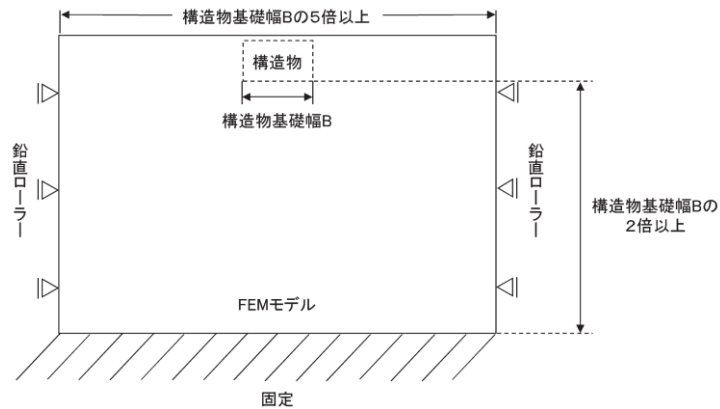 構造物基礎幅Bの5倍以上
構造物
構造物基礎幅B
鉛直ローラー
鉛直ローラー
構造物基礎幅Bの
2倍以上
FEMモデル
固定